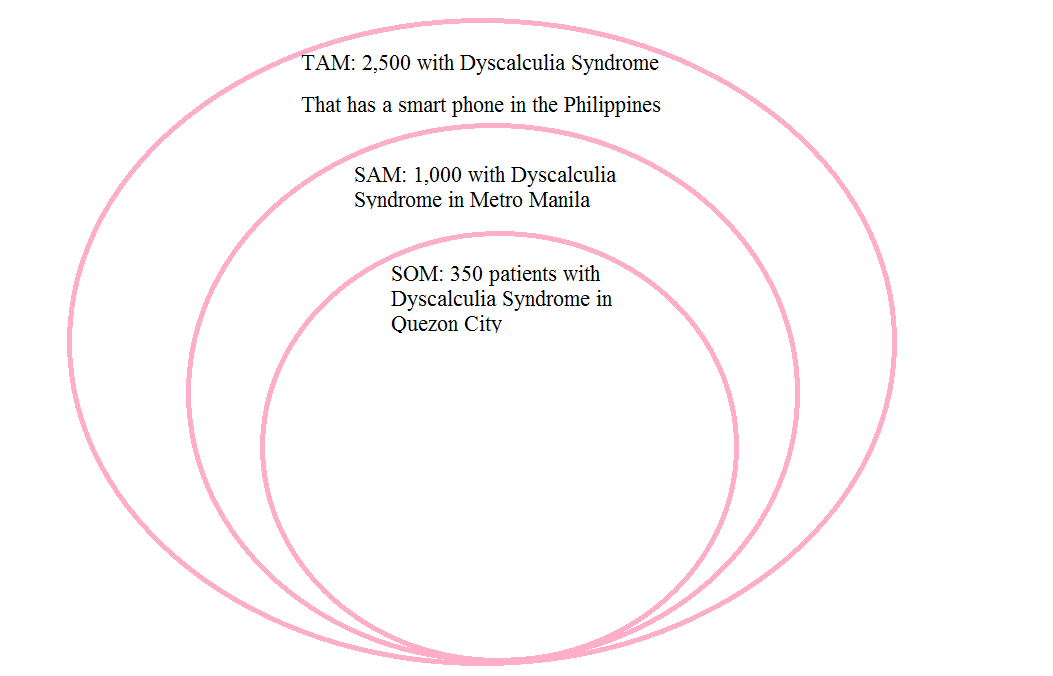 TAM: 2,500 with Dyscalculia Syndrome
That has a smart phone in the Philippines
SAM: 1,000 with Dyscalculia
Syndrome in Metro Manila
SOM: 350 patients with
Dyscalculia Syndrome in
Quezon City